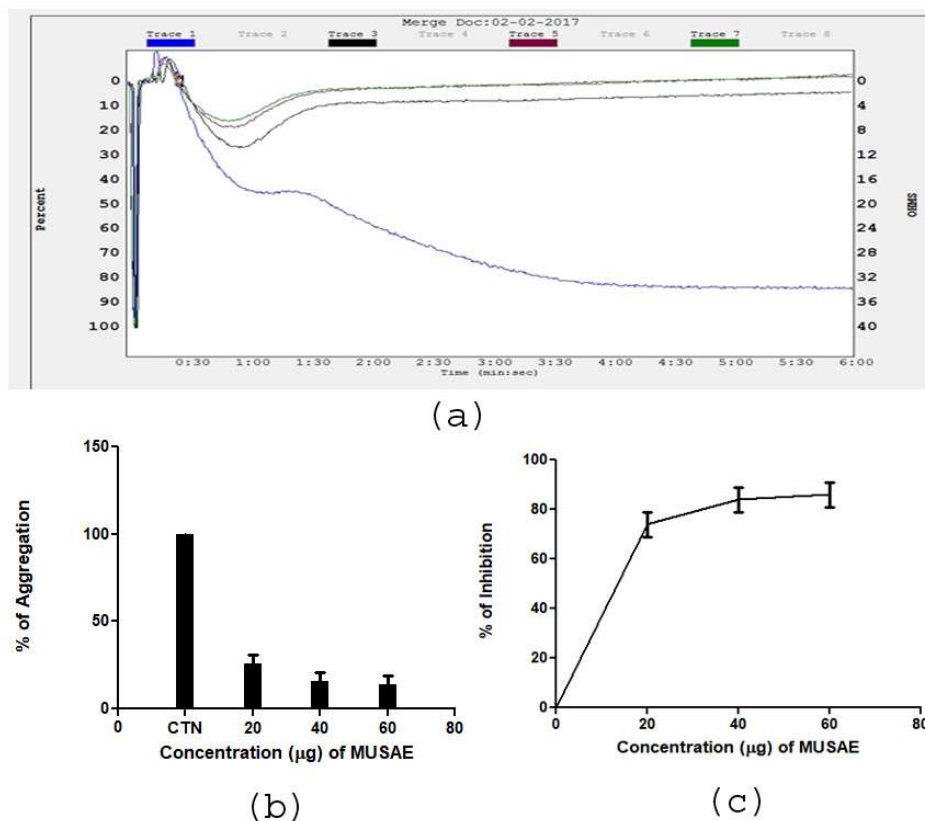 Merge Doc:02-02-2017
Trace 1 Trace 2 Trace 3 Trace 4 Trace 5 Trace 6 Trace 7 Trace 8
0 0
10 4
20 8
30 12
40 16
50 20
60 24
70 28
80 32
90 36
100 40
Percent
SMHO
0:30 1:00 1:30 2:00 2:30 3:00 3:30 4:00 4:30 5:00 5:30 6:00
Time (min:sec)
(a)
150
100
50
0
% of Aggregation
0 CTN 20 40 60 80
Concentration (μg) of MUSAE
(b)
100
80
60
40
20
0
% of Inhibition
0 20 40 60 80
Concentration (μg) of MUSAE
(c)